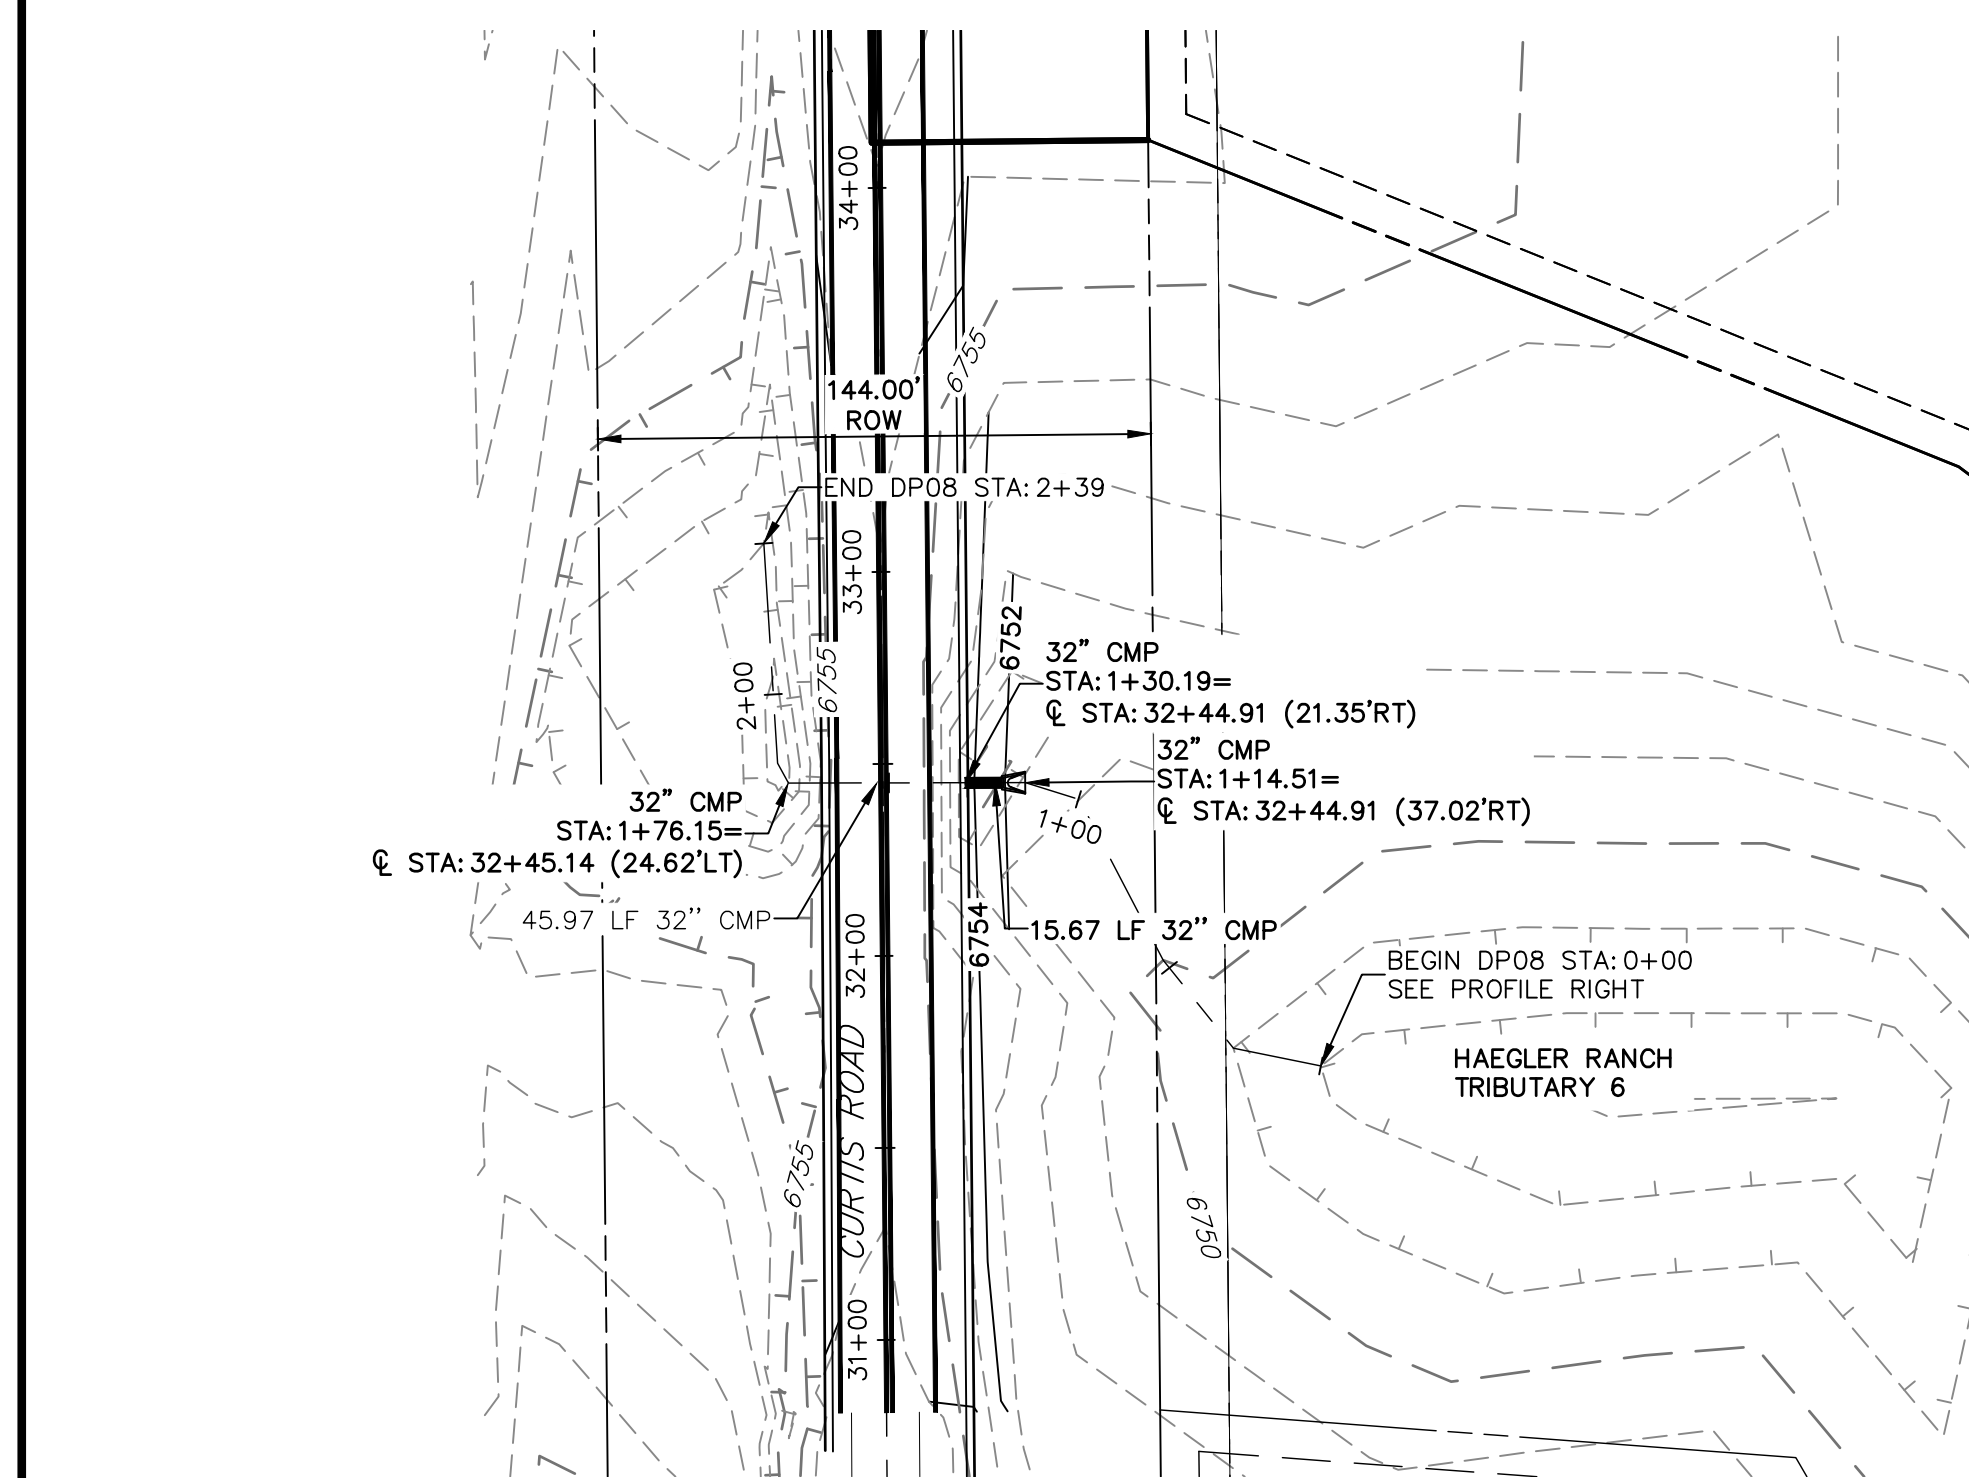 34+00
6755
144.00'
ROW
END DP08 STA: 2+39
33+00
6752
32" CMP
STA: 1+30.19=
℄ STA: 32+44.91 (21.35'RT)
2+00
6755
32" CMP
STA: 1+14.51=
℄ STA: 32+44.91 (37.02'RT)
32" CMP
STA: 1+76.15=
℄ STA: 32+45.14 (24.62'LT)
1+00
45.97 LF 32'' CMP
15.67 LF 32'' CMP
6754
32+00
BEGIN DP08 STA: 0+00
SEE PROFILE RIGHT
HAEGLER RANCH
TRIBUTARY 6
CURTIS ROAD
6755
6750
31+00